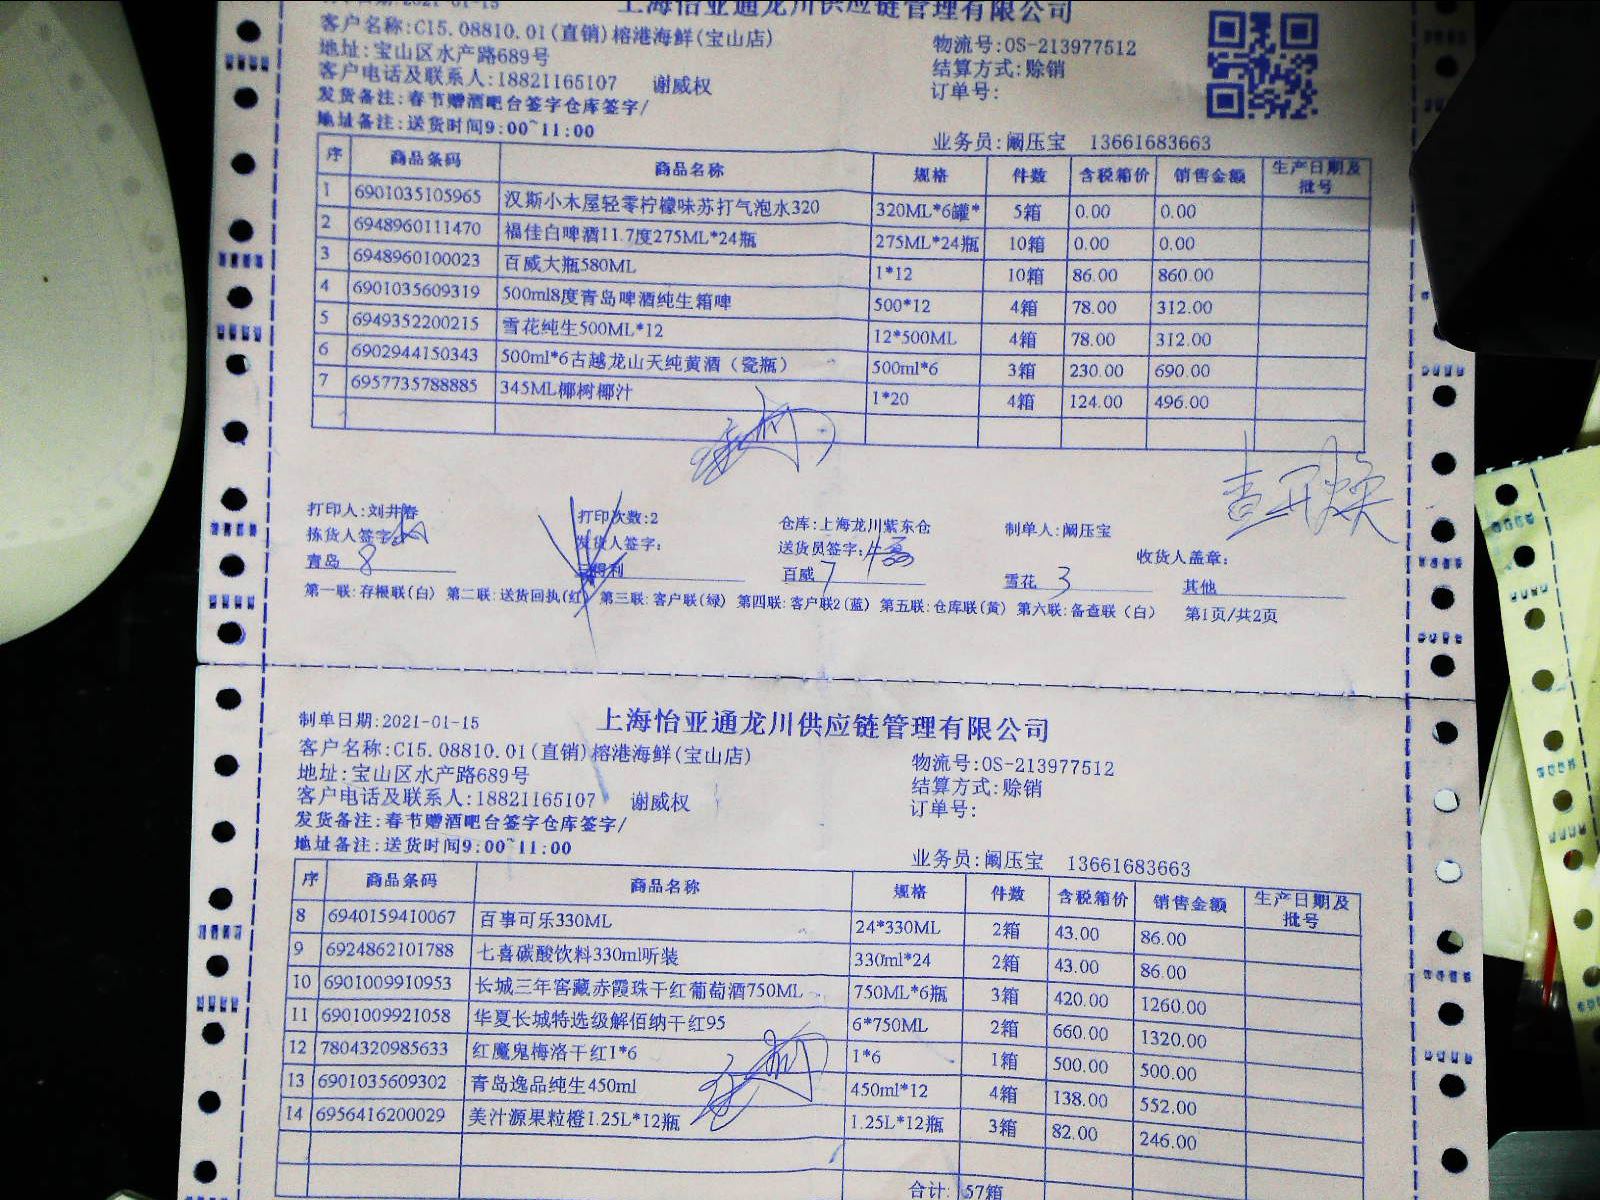 上海怡亚通龙川供应链管理有限公司
客户名称:C15.08810.01(直销)榕港海鲜(宝山店)
地址:宝山区水产路689号
物流号:OS-213977512
客户电话及联系人:18821165107 谢威权
结算方式:赊销
发货备注:春节赠酒吧台签字仓库签字/
订单号:
地址备注:送货时间9:00~11:00
业务员:阚压宝 13661683663
序 商品条码 商品名称 规格 件数 含税箱价 销售金额 生产日期及批号
1 6901035105965 汉斯小木屋轻零柠檬味苏打气泡水320 320ML*6罐* 5箱 0.00 0.00
2 6948960111470 福佳白啤酒11.7度275ML*24瓶 275ML*24瓶 10箱 0.00 0.00
3 6948960100023 百威大瓶580ML 1*12 10箱 86.00 860.00
4 6901035609319 500ml8度青岛啤酒纯生箱啤 500*12 4箱 78.00 312.00
5 6949352200215 雪花纯生500ML*12 12*500ML 4箱 78.00 312.00
6 6902944150343 500ml*6古越龙山天纯黄酒（瓷瓶） 500ml*6 3箱 230.00 690.00
7 6957735788885 345ML椰树椰汁 1*20 4箱 124.00 496.00
打印人:刘井春 打印次数:2 仓库:上海龙川紫东仓 制单人:阚压宝
拣货人签字: 发货人签字: 送货员签字: 收货人盖章:
青岛 8 三得利 百威 7 雪花 3 其他
第一联:存根联(白) 第二联:送货回执(红) 第三联:客户联(绿) 第四联:客户联2(蓝) 第五联:仓库联(黄) 第六联:备查联（白） 第1页/共2页
制单日期:2021-01-15 上海怡亚通龙川供应链管理有限公司
客户名称:C15.08810.01(直销)榕港海鲜(宝山店)
地址:宝山区水产路689号
物流号:OS-213977512
客户电话及联系人:18821165107 谢威权
结算方式:赊销
发货备注:春节赠酒吧台签字仓库签字/
订单号:
地址备注:送货时间9:00~11:00
业务员:阚压宝 13661683663
序 商品条码 商品名称 规格 件数 含税箱价 销售金额 生产日期及批号
8 6940159410067 百事可乐330ML 24*330ML 2箱 43.00 86.00
9 6924862101788 七喜碳酸饮料330ml听装 330ml*24 2箱 43.00 86.00
10 6901009910953 长城三年窖藏赤霞珠干红葡萄酒750ML 750ML*6瓶 3箱 420.00 1260.00
11 6901009921058 华夏长城特选级解佰纳干红95 6*750ML 2箱 660.00 1320.00
12 7804320985633 红魔鬼梅洛干红1*6 1*6 1箱 500.00 500.00
13 6901035609302 青岛逸品纯生450ml 450ml*12 4箱 138.00 552.00
14 6956416200029 美汁源果粒橙1.25L*12瓶 1.25L*12瓶 3箱 82.00 246.00
合计: 57箱